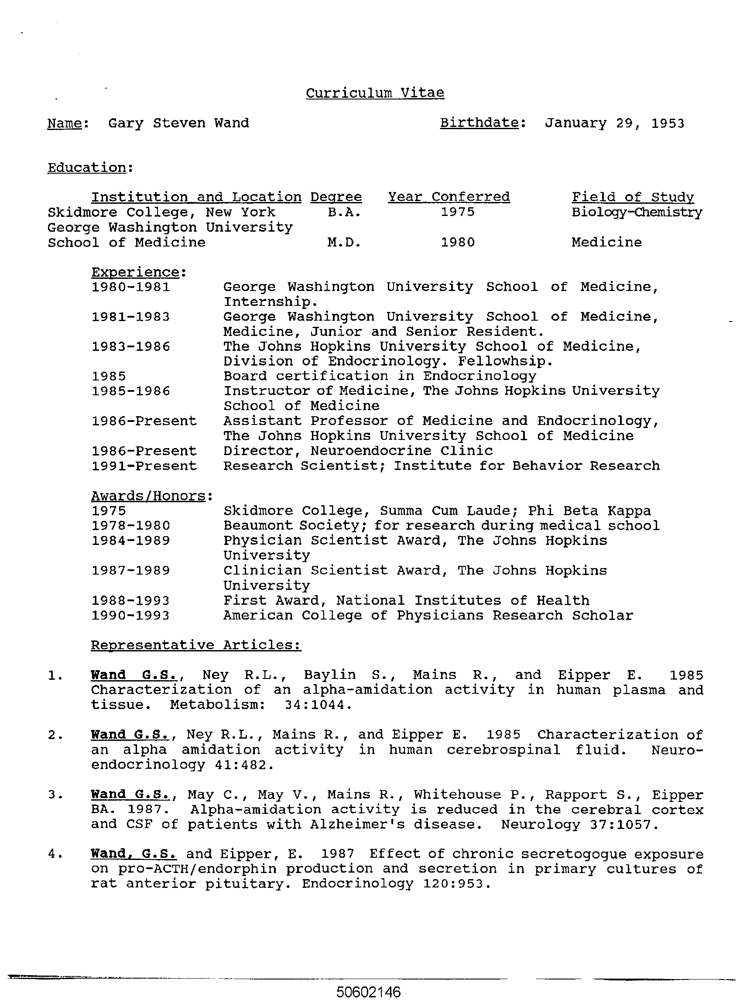 Curriculum Vitae
Name: Gary Steven Wand Birthdate: January 29, 1953
Education:
Institution and Location Degree Year Conferred Field of Study
Skidmore College, New York B.A. 1975 Biology-Chemistry
George Washington University
School of Medicine M.D. 1980 Medicine
Experience:
1980-1981 George Washington University School of Medicine,
Internship.
1981-1983 George Washington University School of Medicine,
Medicine, Junior and Senior Resident.
1983-1986 The Johns Hopkins University School of Medicine,
Division of Endocrinology. Fellowhsip.
1985 Board certification in Endocrinology
1985-1986 Instructor of Medicine, The Johns Hopkins University
School of Medicine
1986-Present Assistant Professor of Medicine and Endocrinology,
The Johns Hopkins University School of Medicine
1986-Present Director, Neuroendocrine Clinic
1991-Present Research Scientist; Institute for Behavior Research
Awards/Honors:
1975 Skidmore College, Summa Cum Laude; Phi Beta Kappa
1978-1980 Beaumont Society; for research during medical school
1984-1989 Physician Scientist Award, The Johns Hopkins
University
1987-1989 Clinician Scientist Award, The Johns Hopkins
University
1988-1993 First Award, National Institutes of Health
1990-1993 American College of Physicians Research Scholar
Representative Articles:
1. Wand G.S., Ney R.L., Baylin S., Mains R., and Eipper E. 1985
Characterization of an alpha-amidation activity in human plasma and
tissue. Metabolism: 34:1044.
2. Wand G.S., Ney R.L., Mains R., and Eipper E. 1985 Characterization of
an alpha amidation activity in human cerebrospinal fluid. Neuro-
endocrinology 41:482.
3. Wand G.S., May C., May V., Mains R., Whitehouse P., Rapport S., Eipper
BA. 1987. Alpha-amidation activity is reduced in the cerebral cortex
and CSF of patients with Alzheimer's disease. Neurology 37:1057.
4. Wand, G.S. and Eipper, E. 1987 Effect of chronic secretogogue exposure
on pro-ACTH/endorphin production and secretion in primary cultures of
rat anterior pituitary. Endocrinology 120:953.
50602146